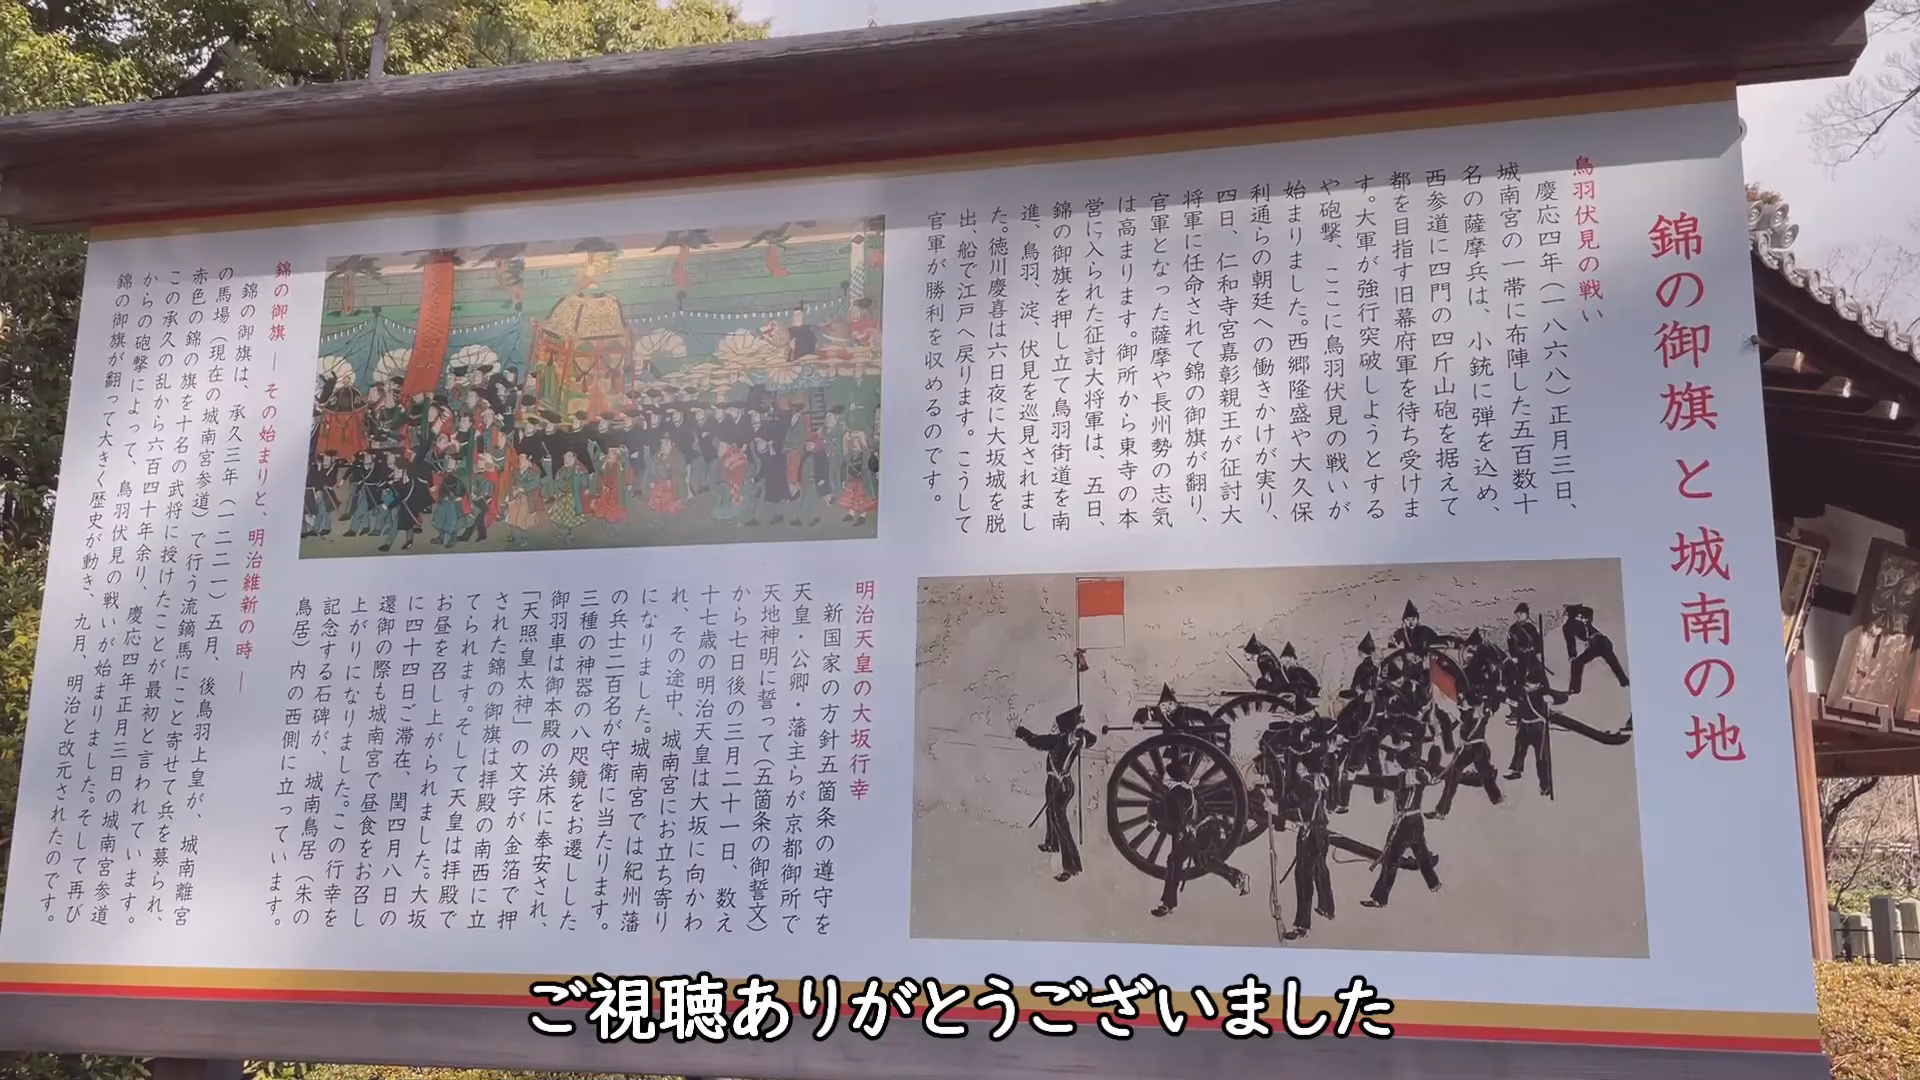 錦の御旗と城南の地
鳥羽伏見の戦い
慶応四年（一八六八）正月三日、
城南宮の一帯に布陣した五百数十
名の薩摩兵は、小銃に弾を込め、
西参道に四門の四斤山砲を据えて
都を目指す旧幕府軍を待ち受けま
す。大軍が強行突破しようとする
や砲撃、ここに鳥羽伏見の戦いが
始まりました。西郷隆盛や大久保
利通らの朝廷への働きかけが実り、
四日、仁和寺宮嘉彰親王が征討大
将軍に任命されて錦の御旗が翻り、
官軍となった薩摩や長州勢の志気
は高まります。御所から東寺の本
営に入られた征討大将軍は、五日、
錦の御旗を押し立て鳥羽街道を南
進、鳥羽、淀、伏見を巡見されまし
た。徳川慶喜は六日夜に大坂城を脱
出、船で江戸へ戻ります。こうして
官軍が勝利を収めるのです。
明治天皇の大坂行幸
新国家の方針五箇条の遵守を
天皇・公卿・藩主らが京都御所で
天地神明に誓って（五箇条の御誓文）
から七日後の三月二十一日、数え
十七歳の明治天皇は大坂に向かわ
れ、その途中、城南宮にお立ち寄り
になりました。城南宮では紀州藩
の兵士二百名が守衛に当たります。
三種の神器の八咫鏡をお遷しした
御羽車は御本殿の浜床に奉安され、
「天照皇太神」の文字が金箔で押
された錦の御旗は拝殿の南西に立
てられます。そして天皇は拝殿で
お昼を召し上がられました。大坂
に四十四日ご滞在、閏四月八日の
還御の際も城南宮で昼食をお召し
上がりになりました。この行幸を
記念する石碑が、城南鳥居（朱の
鳥居）内の西側に立っています。
錦の御旗 ― その始まりと、明治維新の時 ―
錦の御旗は、承久三年（一二二一）五月、後鳥羽上皇が、城南離宮
の馬場（現在の城南宮参道）で行う流鏑馬にこと寄せて兵を募られ、
赤色の錦の旗を十名の武将に授けたことが最初と言われています。
この承久の乱から六百四十年余り、慶応四年正月三日の城南宮参道
からの砲撃によって、鳥羽伏見の戦いが始まりました。そして再び
錦の御旗が翻って大きく歴史が動き、九月、明治と改元されたのです。
ご視聴ありがとうございました